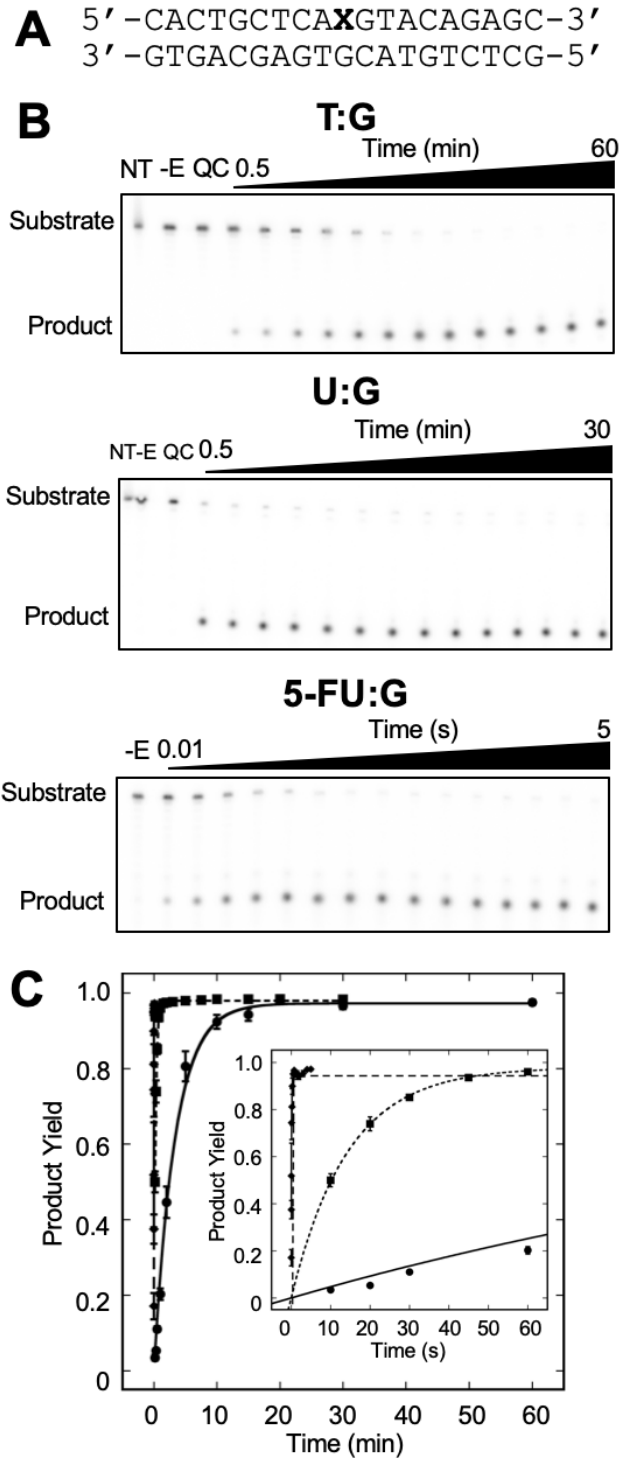 A
5′-CACTGCTCAXGTACAGAGC-3′
3′-GTGACGAGTGCATGTCTCG-5′
B
T:G
Time (min)
NT -E QC 0.5 60
Substrate
Product
U:G
Time (min)
NT-E QC 0.5 30
Substrate
Product
5-FU:G
Time (s)
-E 0.01 5
Substrate
Product
C
1.0
0.8
0.6
0.4
0.2
0
Product Yield
0 10 20 30 40 50 60
Time (min)
1.0
0.8
0.6
0.4
0.2
0
Product Yield
0 10 20 30 40 50 60
Time (s)